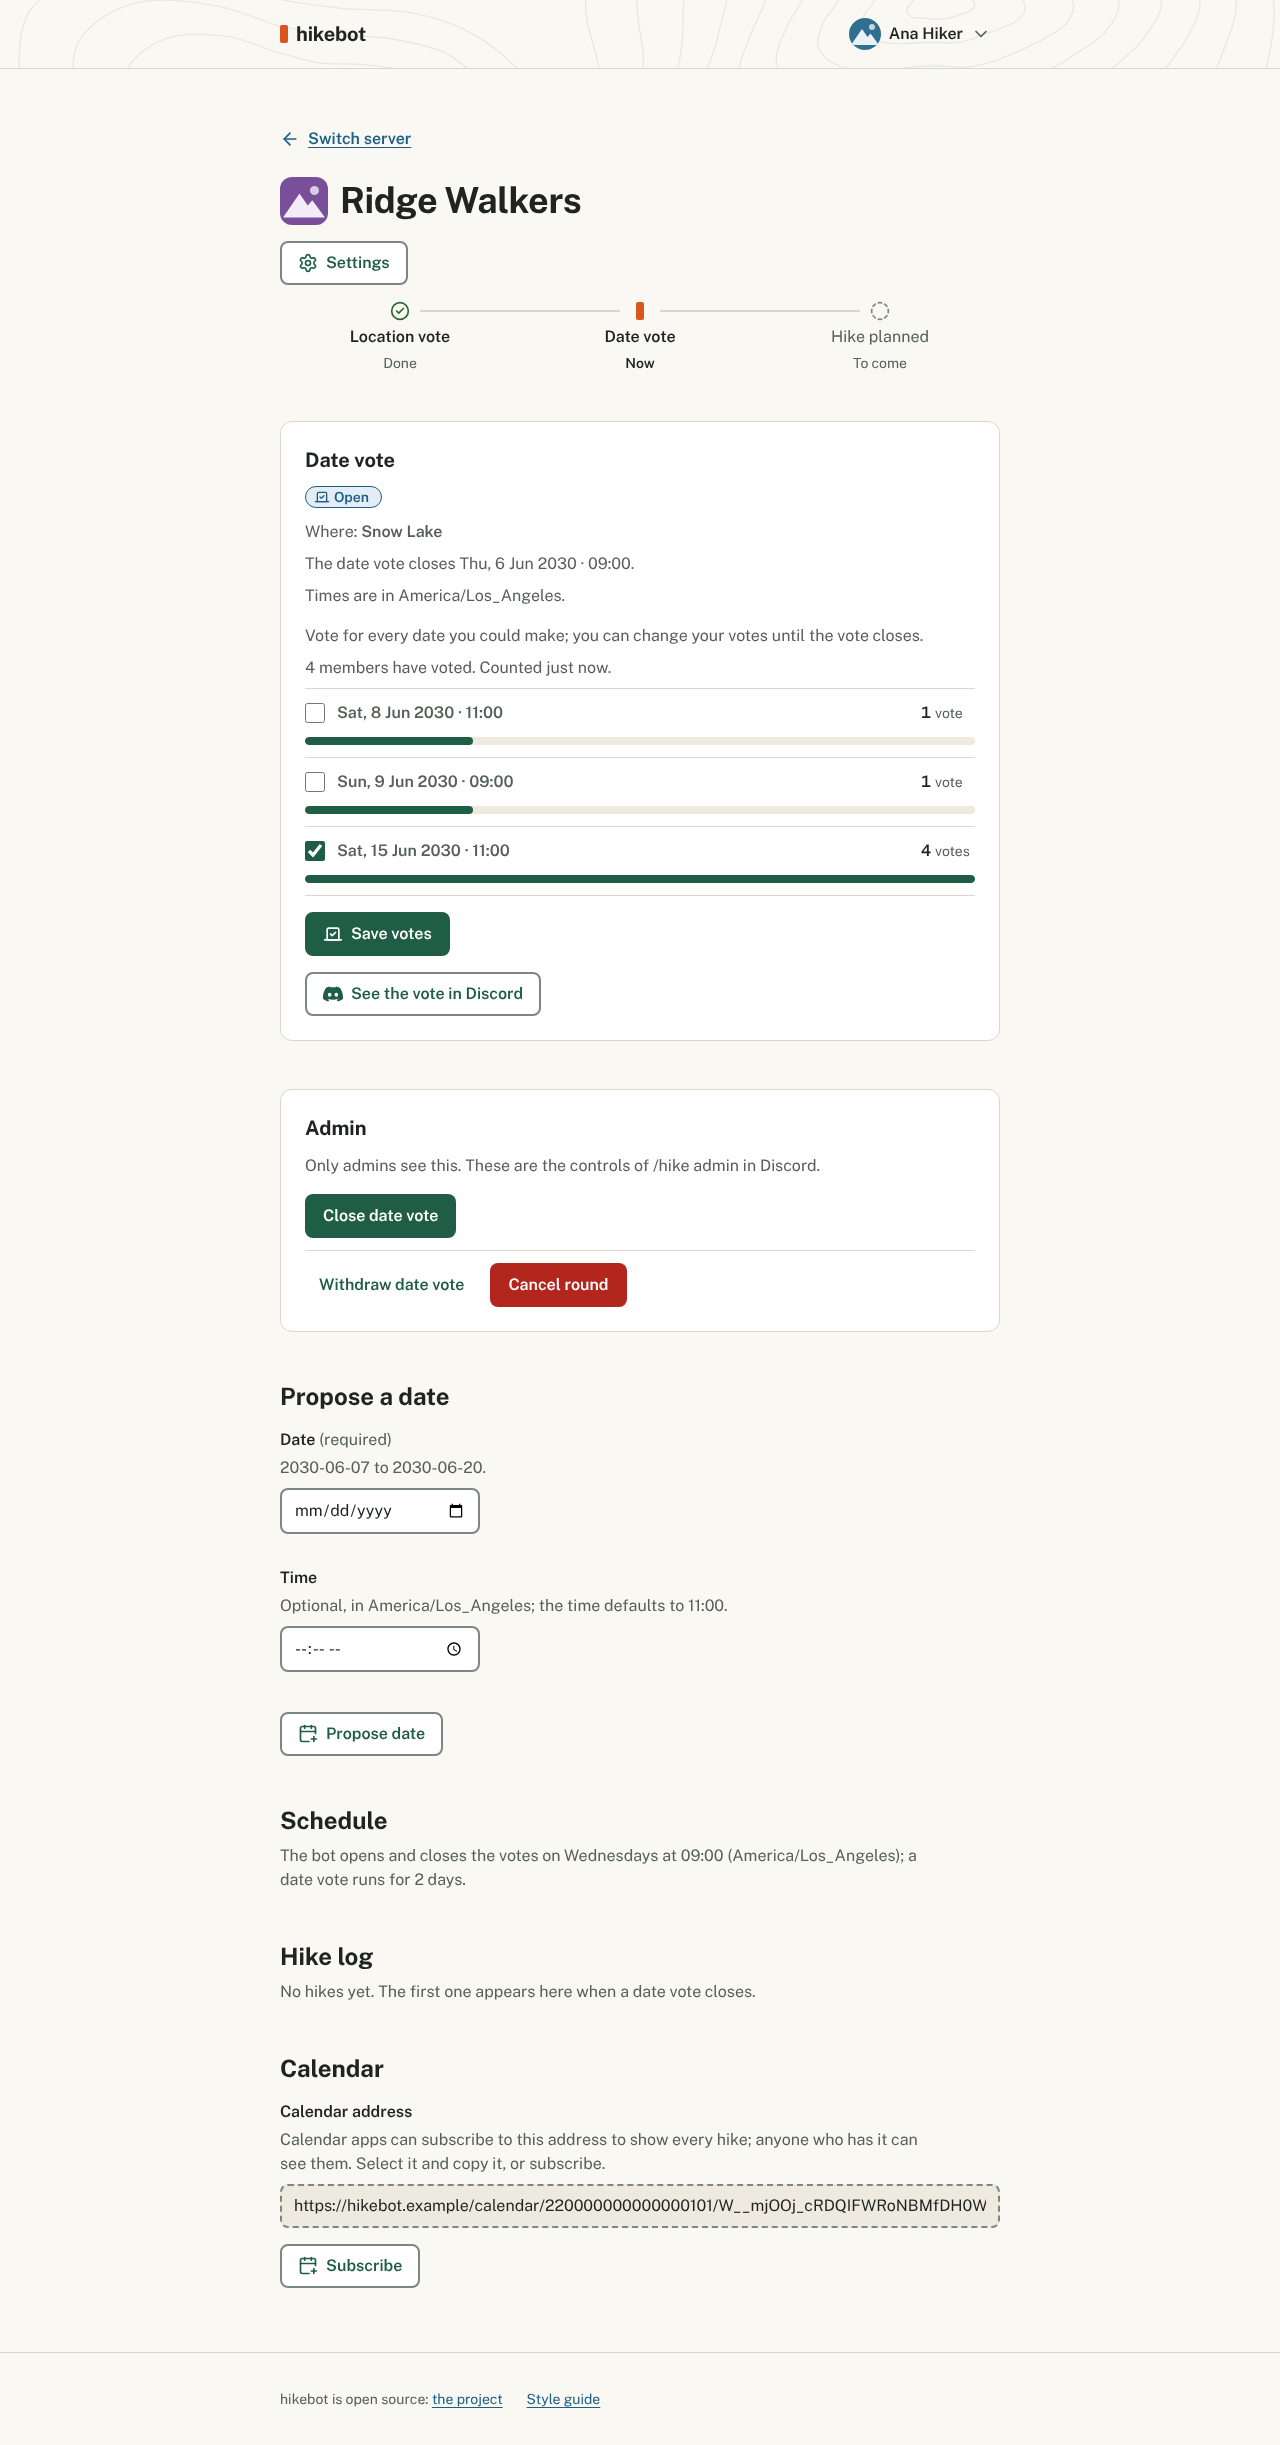 hikebot
Ana Hiker
Switch server
Ridge Walkers
Settings
Location vote
Done
Date vote
Now
Hike planned
To come
Date vote
Open
Where: Snow Lake
The date vote closes Thu, 6 Jun 2030 · 09:00.
Times are in America/Los_Angeles.
Vote for every date you could make; you can change your votes until the vote closes.
4 members have voted. Counted just now.
Sat, 8 Jun 2030 · 11:00
1 vote
Sun, 9 Jun 2030 · 09:00
1 vote
Sat, 15 Jun 2030 · 11:00
4 votes
Save votes
See the vote in Discord
Admin
Only admins see this. These are the controls of /hike admin in Discord.
Close date vote
Withdraw date vote
Cancel round
Propose a date
Date (required)
2030-06-07 to 2030-06-20.
mm/dd/yyyy
Time
Optional, in America/Los_Angeles; the time defaults to 11:00.
--:-- --
Propose date
Schedule
The bot opens and closes the votes on Wednesdays at 09:00 (America/Los_Angeles); a
date vote runs for 2 days.
Hike log
No hikes yet. The first one appears here when a date vote closes.
Calendar
Calendar address
Calendar apps can subscribe to this address to show every hike; anyone who has it can
see them. Select it and copy it, or subscribe.
https://hikebot.example/calendar/220000000000000101/W__mjOOj_cRDQIFWRoNBMfDH0W
Subscribe
hikebot is open source: the project
Style guide